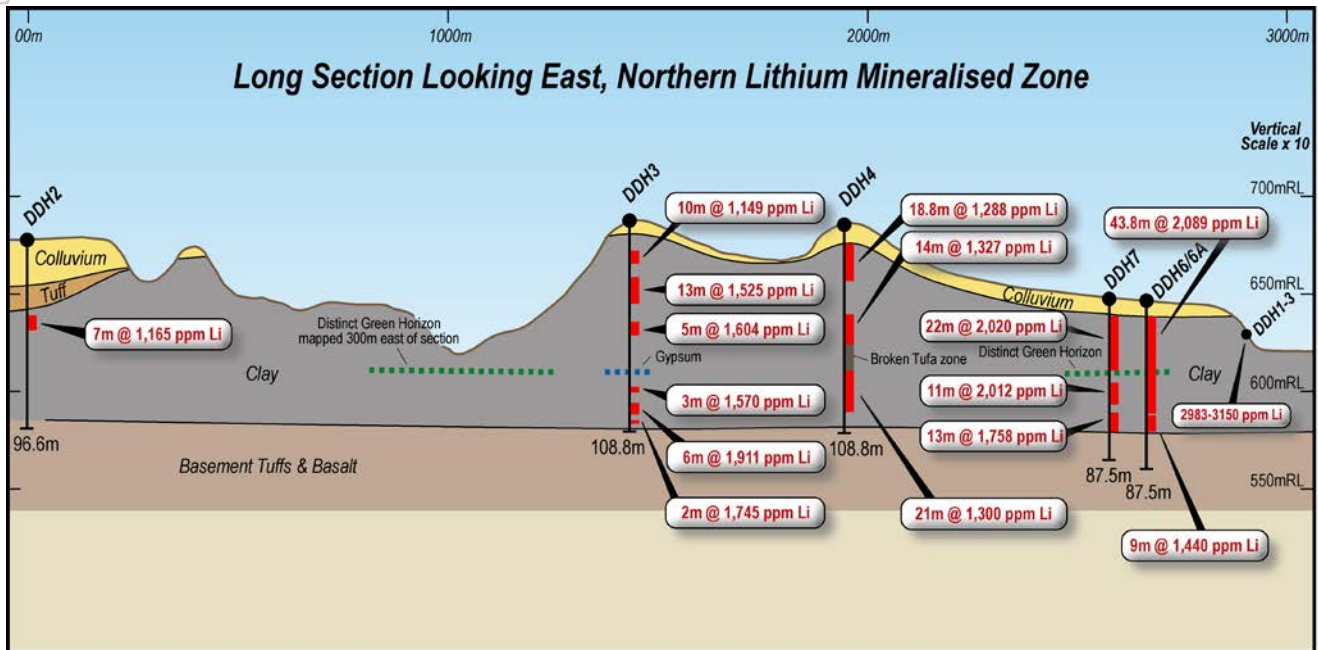 00m
1000m
2000m
3000m
Long Section Looking East, Northern Lithium Mineralised Zone
Vertical
Scale x 10
700mRL
650mRL
600mRL
550mRL
DDH2
Colluvium
Tuff
7m @ 1,165 ppm Li
96.6m
Distinct Green Horizon
mapped 300m east of section
Clay
Basement Tuffs & Basalt
DDH3
10m @ 1,149 ppm Li
13m @ 1,525 ppm Li
5m @ 1,604 ppm Li
Gypsum
3m @ 1,570 ppm Li
6m @ 1,911 ppm Li
2m @ 1,745 ppm Li
108.8m
DDH4
18.8m @ 1,288 ppm Li
14m @ 1,327 ppm Li
Broken Tufa zone
21m @ 1,300 ppm Li
108.8m
Colluvium
DDH7
22m @ 2,020 ppm Li
Distinct Green Horizon
11m @ 2,012 ppm Li
13m @ 1,758 ppm Li
87.5m
DDH6/6A
43.8m @ 2,089 ppm Li
9m @ 1,440 ppm Li
87.5m
Clay
DDH1-3
2983-3150 ppm Li